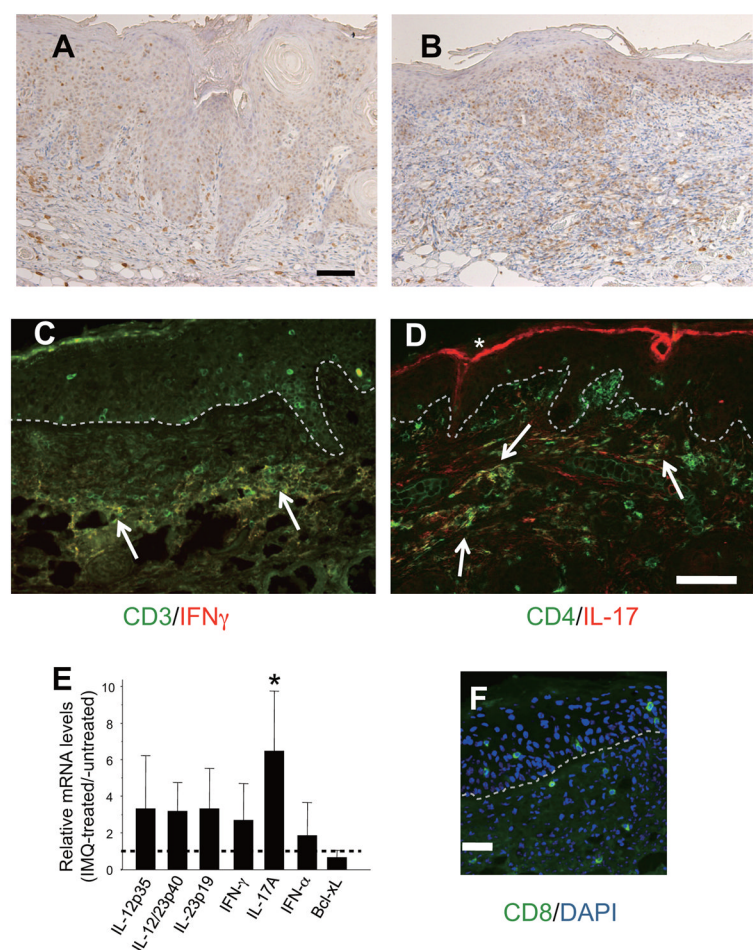 A
B
C
D
*
CD3/IFNγ
CD4/IL-17
E
Relative mRNA levels
(IMQ-treated/-untreated)
10
8
6
4
2
0
*
IL-12p35
IL-12/23p40
IL-23p19
IFN-γ
IL-17A
IFN-α
Bcl-xL
F
CD8/DAPI